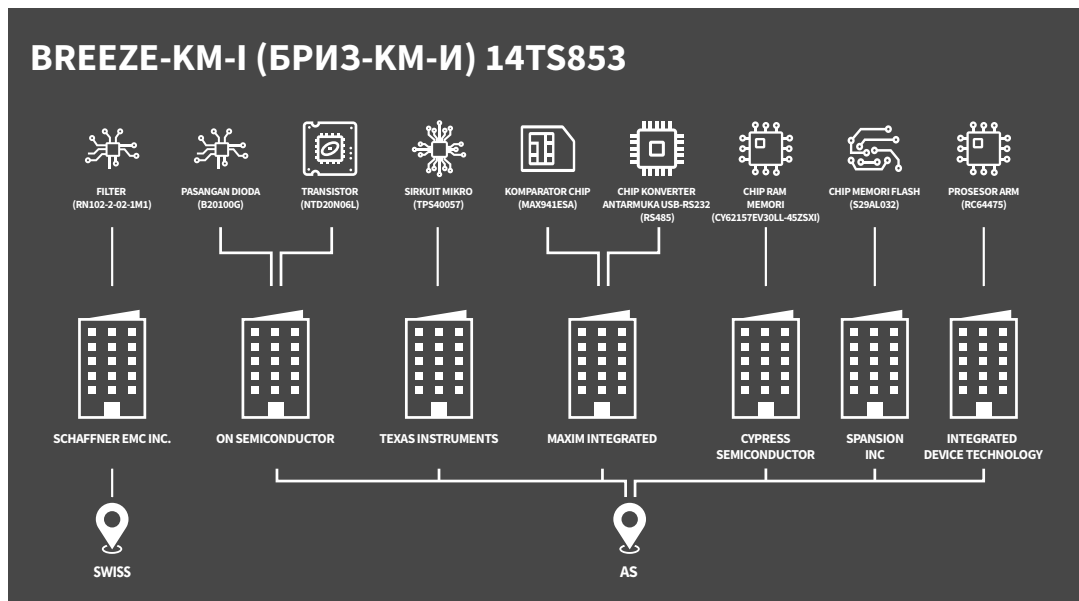 BREEZE-KM-I (БРИЗ-КМ-И) 14TS853
FILTER
(RN102-2-02-1M1)
PASANGAN DIODA
(B20100G)
TRANSISTOR
(NTD20N06L)
SIRKUIT MIKRO
(TPS40057)
KOMPARATOR CHIP
(MAX941ESA)
CHIP KONVERTER
ANTARMUKA USB-RS232
(RS485)
CHIP RAM
MEMORI
(CY62157EV30LL-45ZSXI)
CHIP MEMORI FLASH
(S29AL032)
PROSESOR ARM
(RC64475)
SCHAFFNER EMC INC.
ON SEMICONDUCTOR
TEXAS INSTRUMENTS
MAXIM INTEGRATED
CYPRESS
SEMICONDUCTOR
SPANSION
INC
INTEGRATED
DEVICE TECHNOLOGY
SWISS
AS